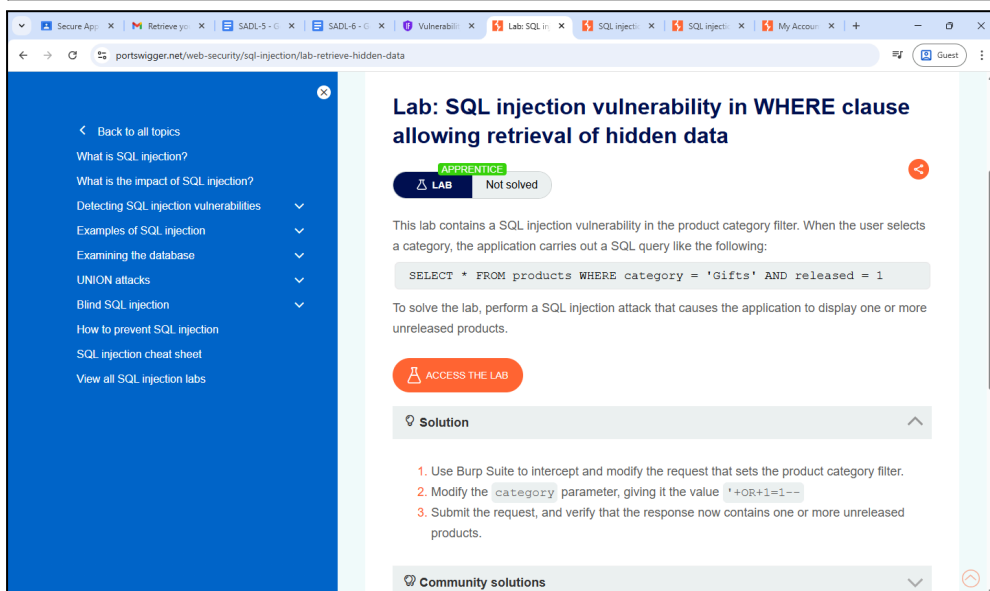 Secure App
Retrieve yo
SADL-5 - G
SADL-6 - G
Vulnerabilit
Lab: SQL in
SQL injectio
SQL injectio
My Accoun
portswigger.net/web-security/sql-injection/lab-retrieve-hidden-data
Guest
Back to all topics
What is SQL injection?
What is the impact of SQL injection?
Detecting SQL injection vulnerabilities
Examples of SQL injection
Examining the database
UNION attacks
Blind SQL injection
How to prevent SQL injection
SQL injection cheat sheet
View all SQL injection labs
Lab: SQL injection vulnerability in WHERE clause
allowing retrieval of hidden data
APPRENTICE
LAB Not solved
This lab contains a SQL injection vulnerability in the product category filter. When the user selects
a category, the application carries out a SQL query like the following:
SELECT * FROM products WHERE category = 'Gifts' AND released = 1
To solve the lab, perform a SQL injection attack that causes the application to display one or more
unreleased products.
ACCESS THE LAB
Solution
1. Use Burp Suite to intercept and modify the request that sets the product category filter.
2. Modify the category parameter, giving it the value '+OR+1=1--
3. Submit the request, and verify that the response now contains one or more unreleased
products.
Community solutions